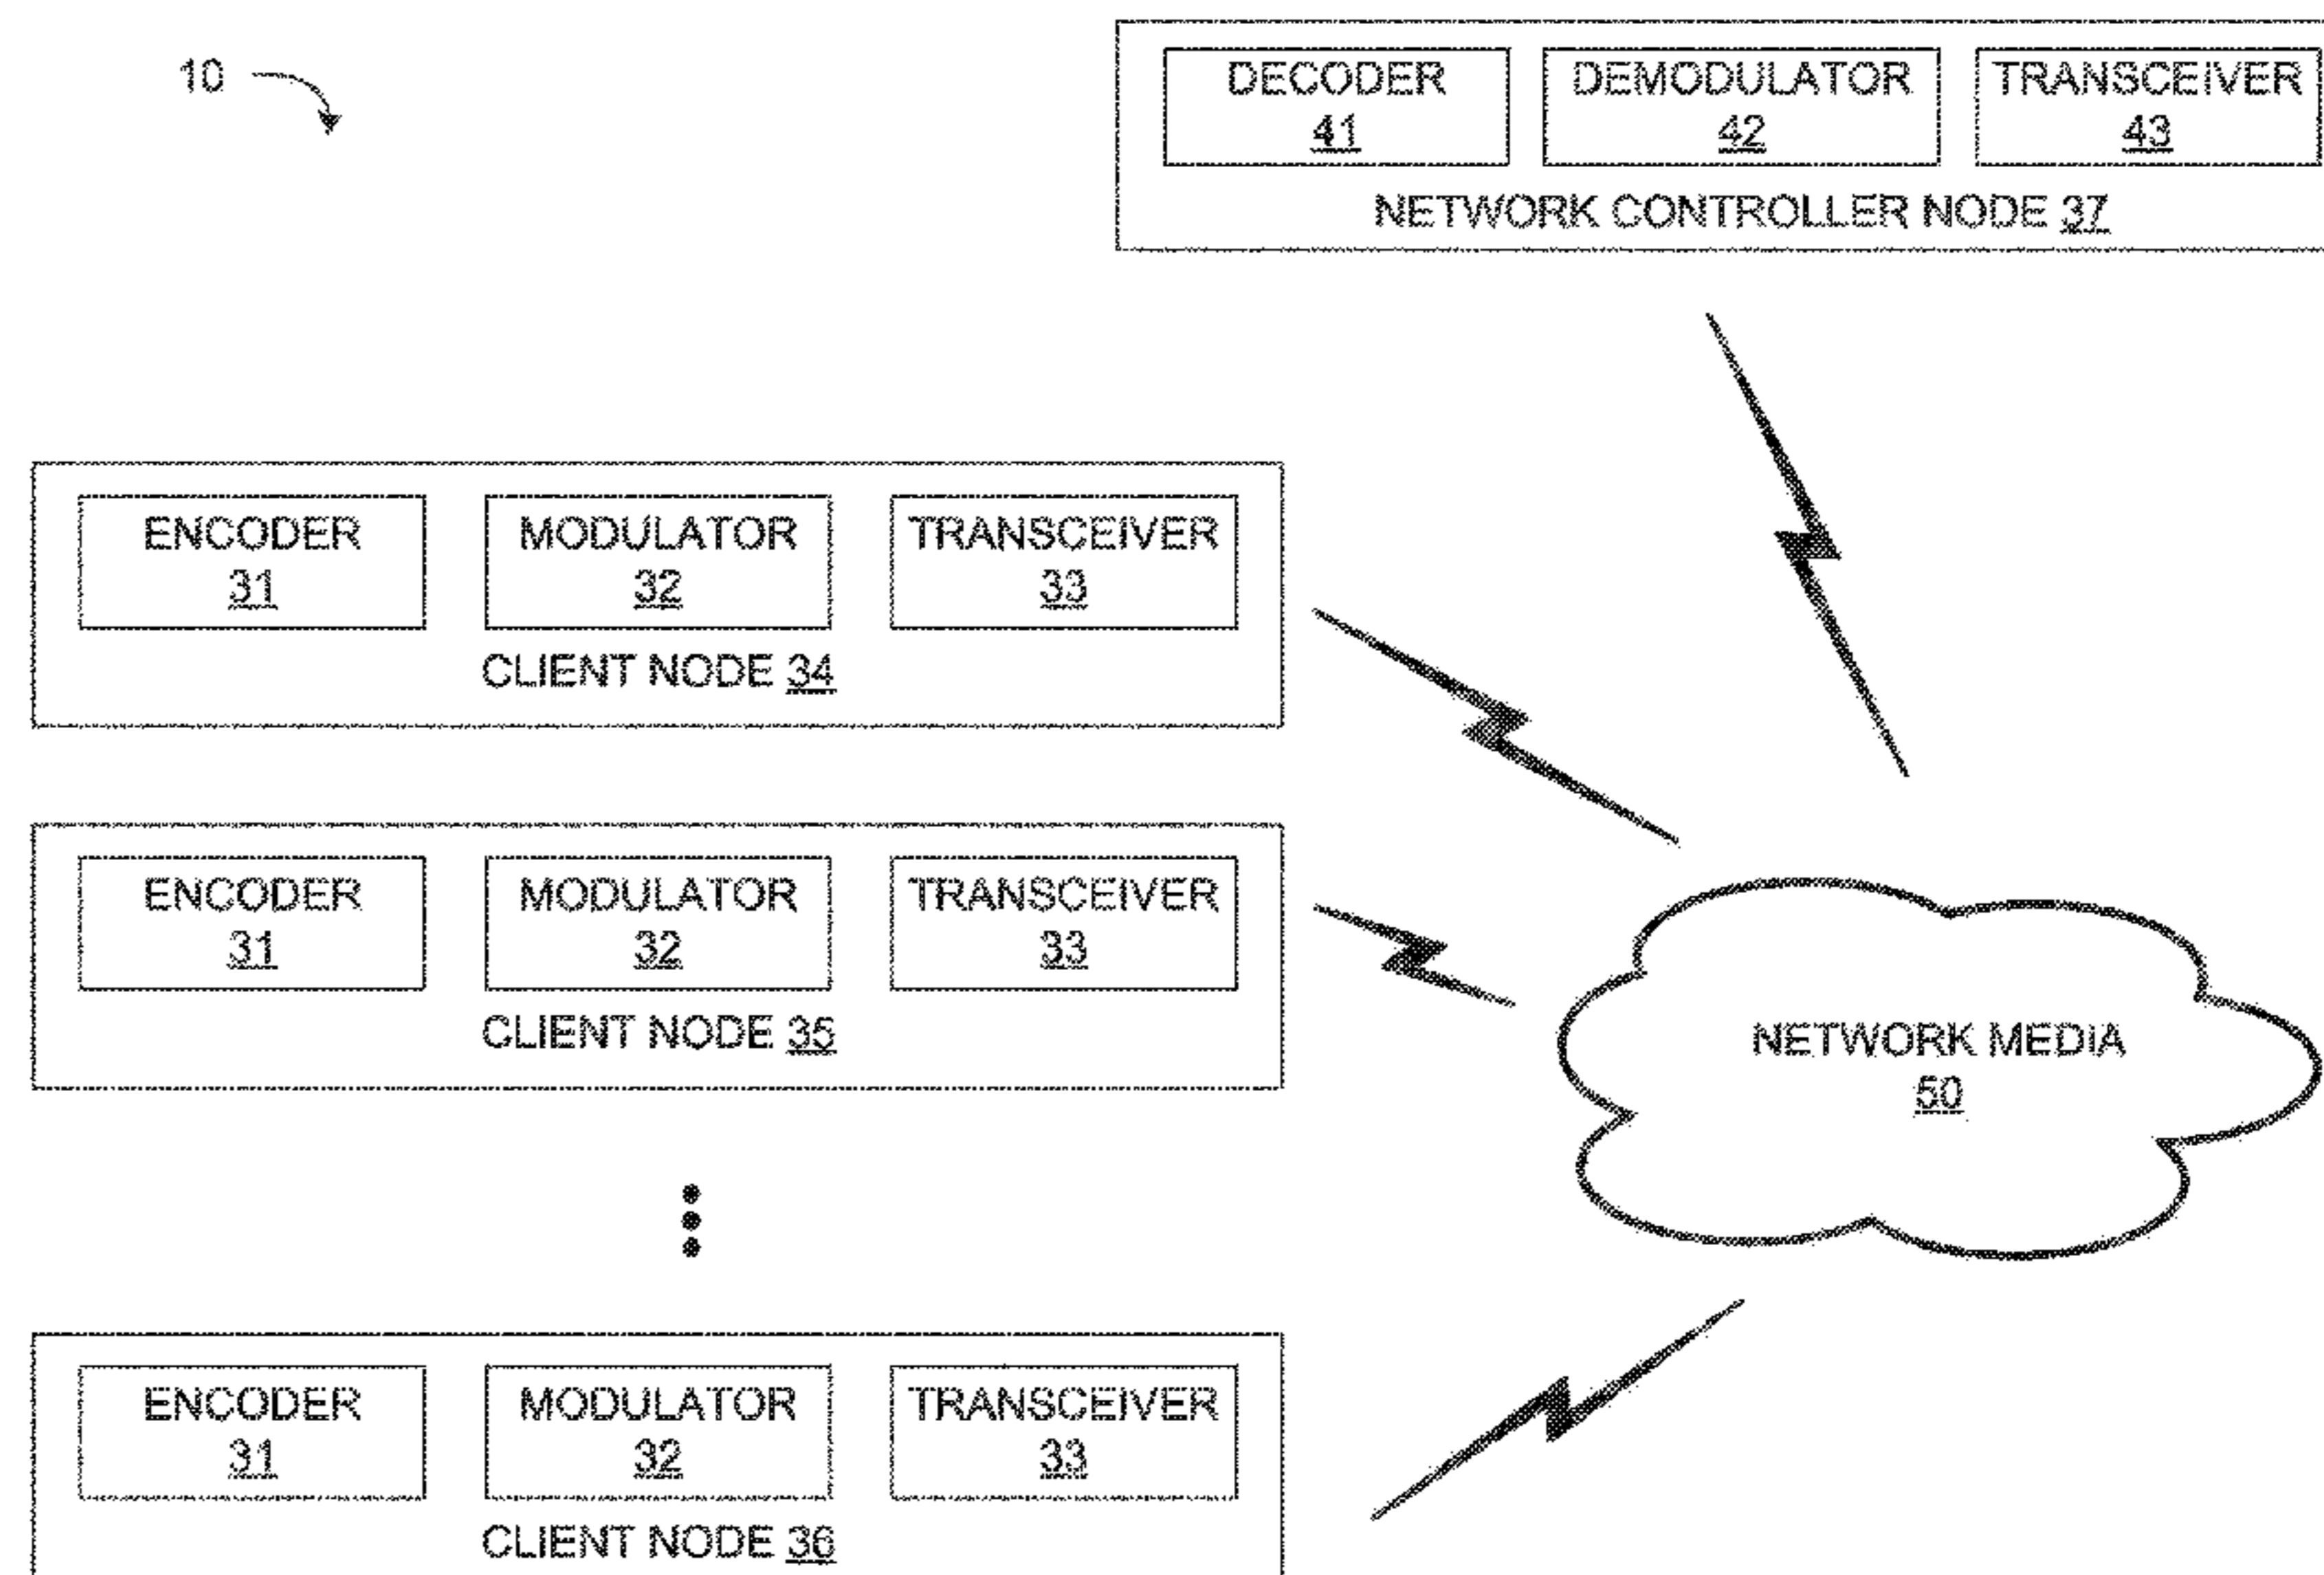 10
DECODER
41
DEMODULATOR
42
TRANSCEIVER
43
NETWORK CONTROLLER NODE 37
ENCODER
31
MODULATOR
32
TRANSCEIVER
33
CLIENT NODE 34
ENCODER
31
MODULATOR
32
TRANSCEIVER
33
CLIENT NODE 35
NETWORK MEDIA
50
ENCODER
31
MODULATOR
32
TRANSCEIVER
33
CLIENT NODE 36